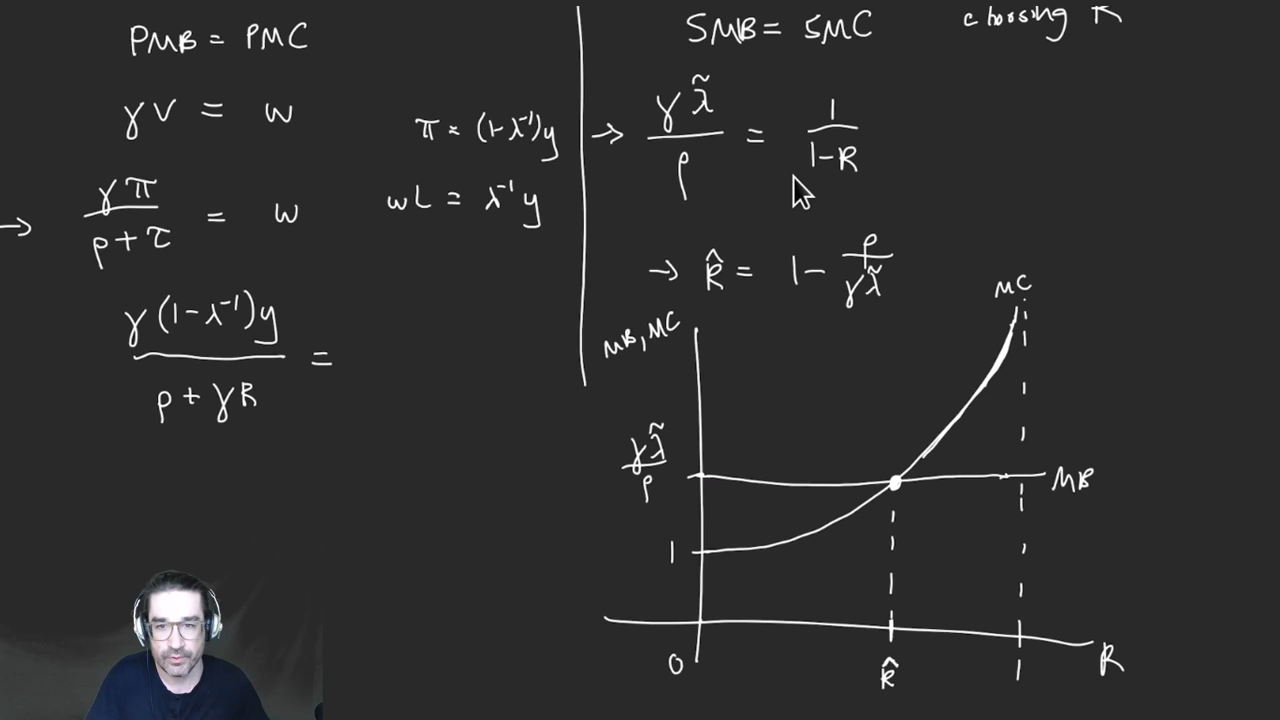 PMB = PMC
γV = w
→ γπ / (ρ + τ) = w
γ(1-λ⁻¹)y / (ρ + γR) =
π = (1-λ⁻¹)y
wL = λ⁻¹y
SMB = SMC
choosing R
→ γλ̃ / ρ = 1 / (1-R)
→ R̂ = 1 - ρ / (γλ̃)
MB, MC
MC
γλ̃ / ρ
MB
1
0
R̂
R